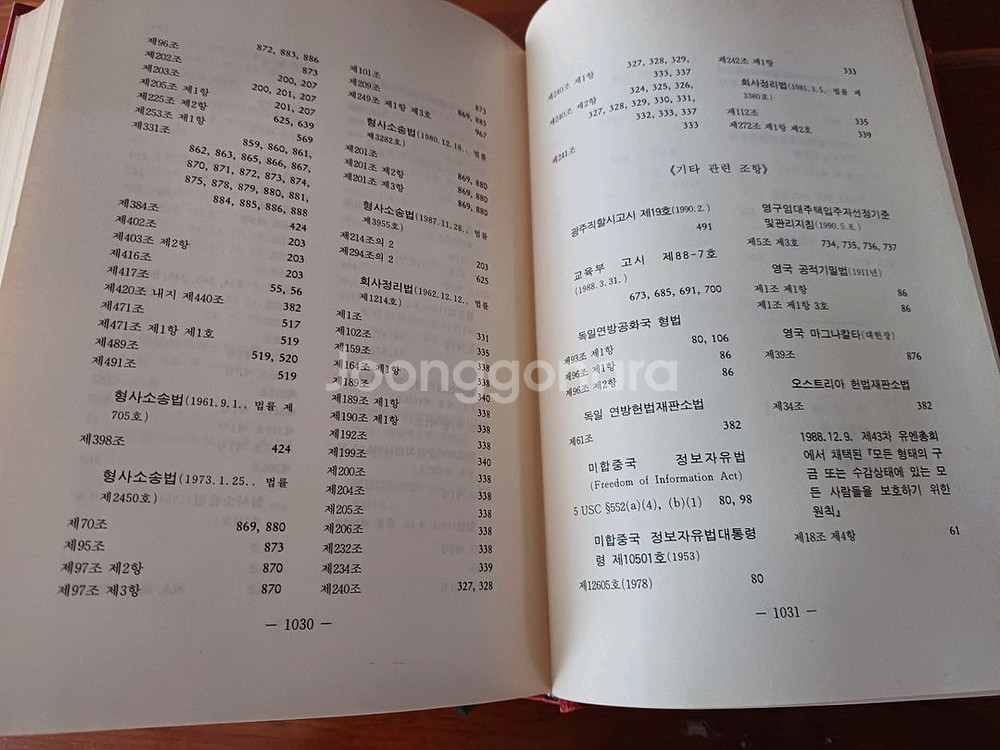 제96조 872, 883, 886
제202조 873
제203조 200, 207
제205조 제1항 200, 201, 207
제225조 제2항 201, 207
제253조 제1항 625, 639
제331조 569
859, 860, 861,
862, 863, 865, 866, 867,
870, 871, 872, 873, 874,
875, 878, 879, 880, 881,
884, 885, 886, 888
제384조 424
제402조 203
제403조 제2항 203
제416조 203
제417조 55, 56
제420조 내지 제440조 382
제471조 517
제471조 제1항 제1호 519
제489조 519, 520
제491조 519
형사소송법(1961.9.1., 법률 제
705호)
제398조 424
형사소송법(1973.1.25., 법률
제2450호)
제70조 869, 880
제95조 873
제97조 제2항 870
제97조 제3항 870
제101조
제209조 873
제249조 제1항 제3호 869, 883
967
형사소송법(1980.12.18., 법률
제3282호)
제201조 869, 880
제201조 제2항 869, 880
제201조 제3항 869, 880
형사소송법(1987.11.28., 법률
제3955호)
제214조의 2 203
제294조의 2 625
회사정리법(1962.12.12., 법률
제1214호)
제1조 331
제102조 335
제159조 338
제164조 제1항 338
제189조 340
제189조 제1항 338
제190조 제1항 338
제192조 338
제199조 340
제200조 338
제204조 338
제205조 338
제206조 338
제232조 338
제234조 339
제240조 327, 328
― 1030 ―
327, 328, 329,
제240조 제1항 333, 337
324, 325, 326,
제240조 제2항 327, 328, 329, 330, 331,
332, 333, 337
333
제241조
제242조 제1항 333
회사정리법(1981.3.5., 법률 제
3380호)
제112조 335
제272조 제1항 제2호 339
《기타 관련 조항》
광주직할시고시 제19호(1990.2.)
491
교육부 고시 제88-7호
(1988.3.31.)
673, 685, 691, 700
독일연방공화국 형법
제93조 제1항 80, 106
제96조 제1항 86
제96조 제2항 86
독일 연방헌법재판소법
제61조 382
미합중국 정보자유법
(Freedom of Information Act)
5 USC §552(a)(4), (b)(1) 80, 98
미합중국 정보자유법대통령
령 제10501호(1953)
제12605호(1978) 80
영구임대주택입주자선정기준
및관리지침(1990.5.8.)
제5조 제3호 734, 735, 736, 737
영국 공적기밀법(1911년)
제1조 제1항 86
제1조 제1항 3호 86
영국 마그나칼타(대헌장)
제39조 876
오스트리아 헌법재판소법
제34조 382
1988.12.9. 제43차 유엔총회
에서 채택된 『모든 형태의 구
금 또는 수감상태에 있는 모
든 사람들을 보호하기 위한
원칙』
제18조 제4항 61
― 1031 ―
Joonggonara